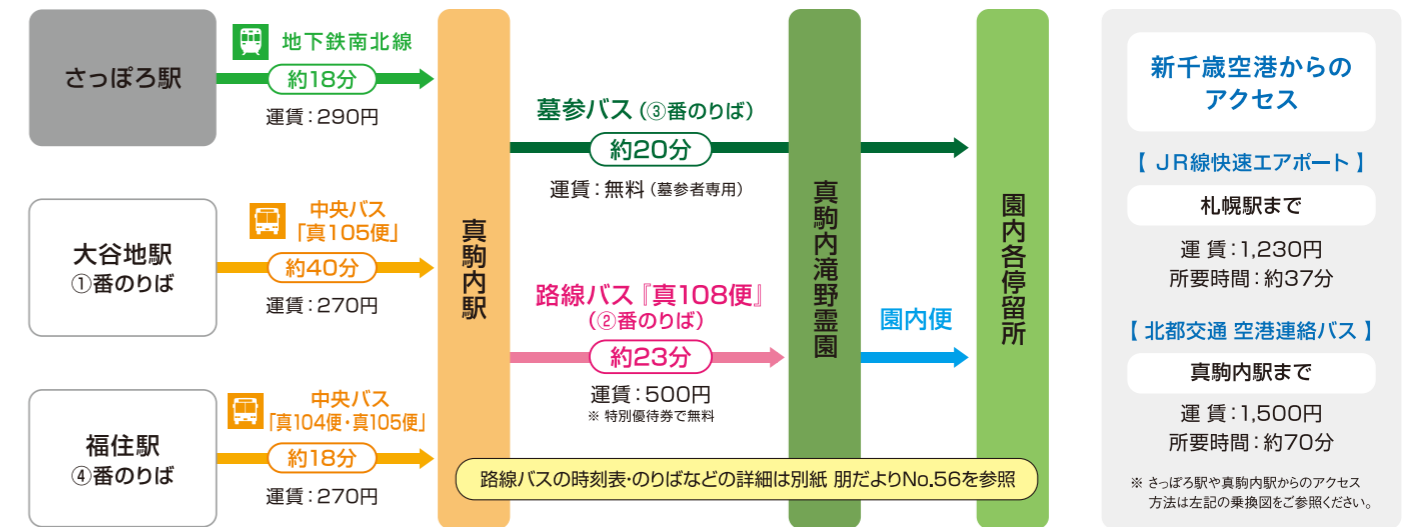 さっぽろ駅
地下鉄南北線
約18分
運賃：290円
大谷地駅
①番のりば
中央バス
「真105便」
約40分
運賃：270円
福住駅
④番のりば
中央バス
「真104便・真105便」
約18分
運賃：270円
真駒内駅
墓参バス（③番のりば）
約20分
運賃：無料（墓参者専用）
路線バス『真108便』
（②番のりば）
約23分
運賃：500円
※ 特別優待券で無料
真駒内滝野霊園
園内便
園内各停留所
路線バスの時刻表・のりばなどの詳細は別紙 朋だよりNo.56を参照
新千歳空港からの
アクセス
【 JR線快速エアポート 】
札幌駅まで
運 賃：1,230円
所要時間：約37分
【 北都交通 空港連絡バス 】
真駒内駅まで
運 賃：1,500円
所要時間：約70分
※ さっぽろ駅や真駒内駅からのアクセス
方法は左記の乗換図をご参照ください。